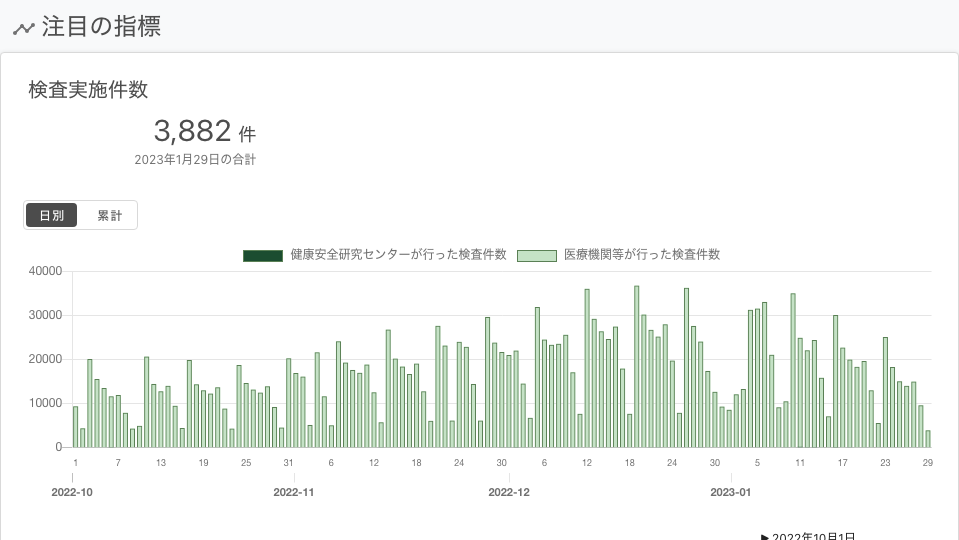 注目の指標
検査実施件数
3,882 件
2023年1月29日の合計
日別 累計
健康安全研究センターが行った検査件数 医療機関等が行った検査件数
40000
30000
20000
10000
0
1 7 13 19 25 31 6 12 18 24 30 6 12 18 24 30 5 11 17 23 29
2022-10 2022-11 2022-12 2023-01
▶ 2022年10月1日